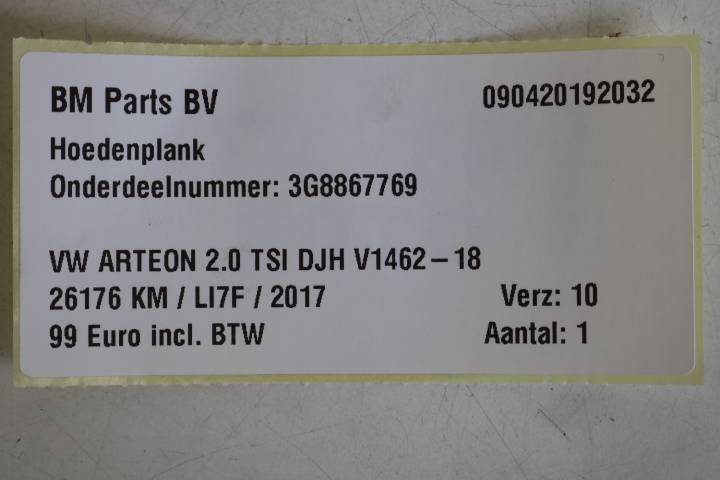 BM Parts BV 090420192032
Hoedenplank
Onderdeelnummer: 3G8867769
VW ARTEON 2.0 TSI DJH V1462-18
26176 KM / LI7F / 2017 Verz: 10
99 Euro incl. BTW Aantal: 1